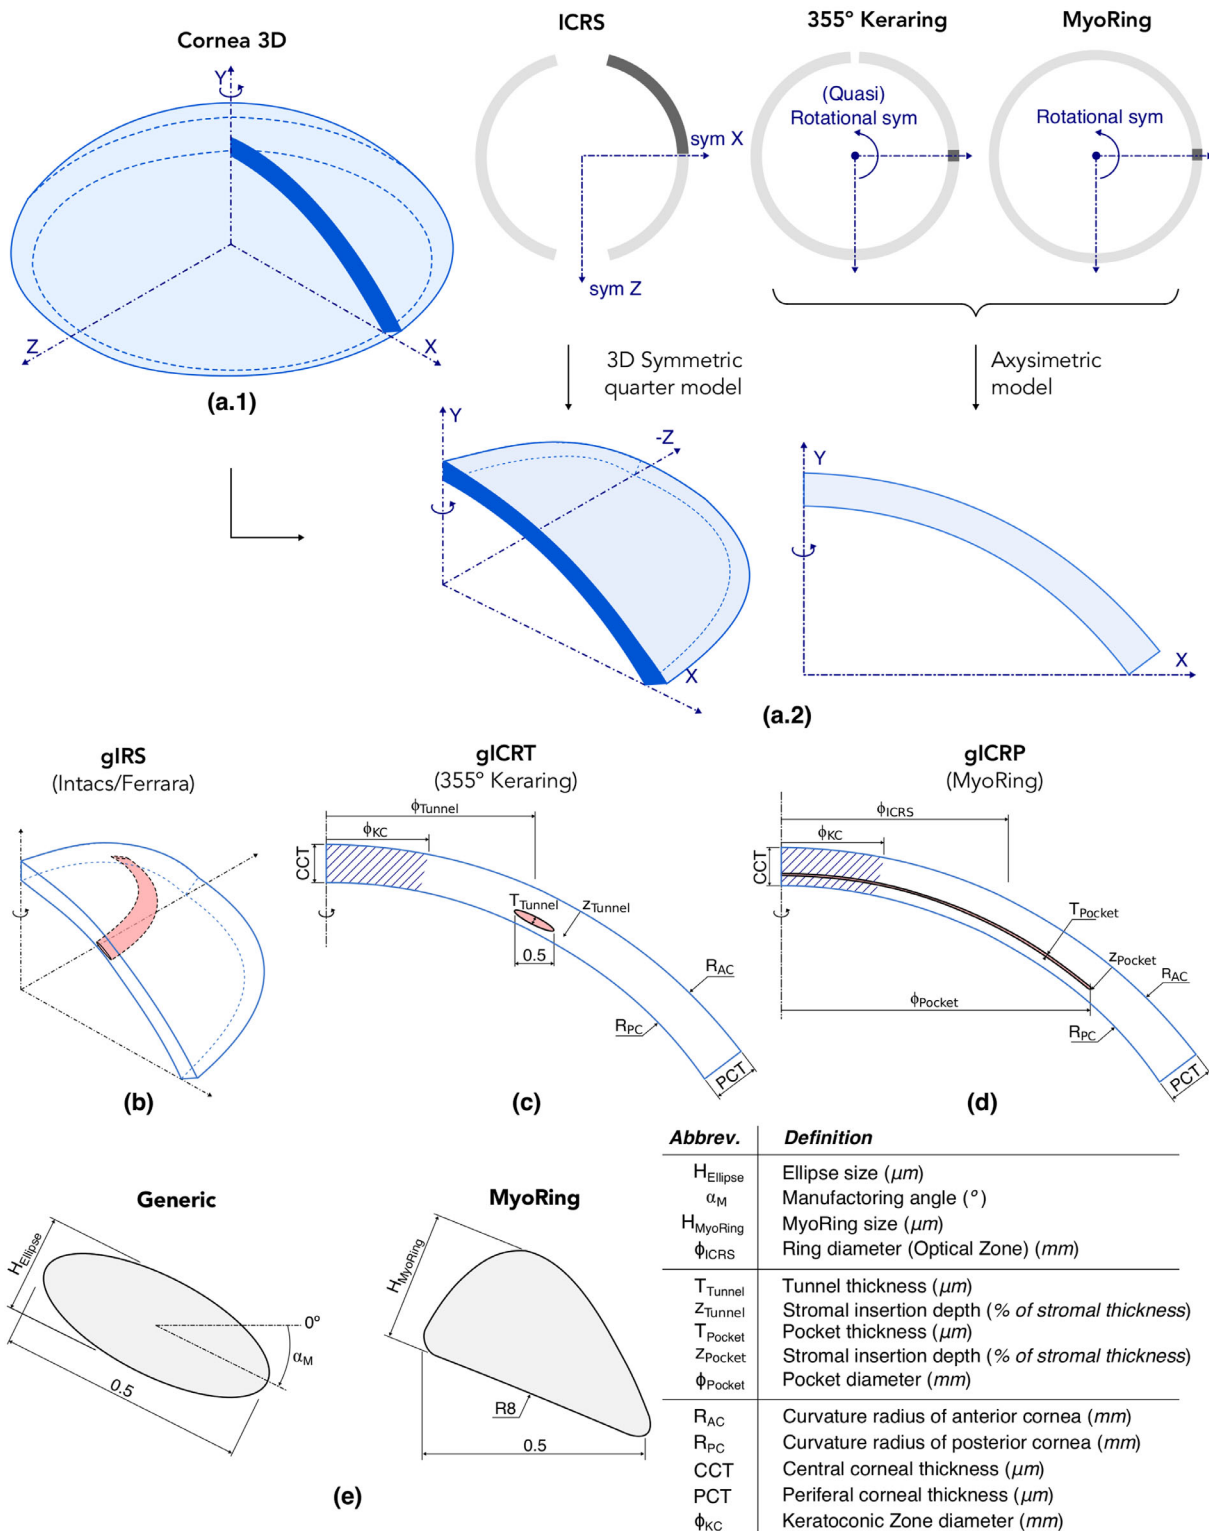 Cornea 3D
Y
Z
X
(a.1)
ICRS
sym X
sym Z
355º Keraring
(Quasi)
Rotational sym
MyoRing
Rotational sym
3D Symmetric
quarter model
Axysimetric
model
Y
-Z
X
Y
X
(a.2)
gIRS
(Intacs/Ferrara)
(b)
gICRT
(355º Keraring)
ϕTunnel
ϕKC
CCT
TTunnel
zTunnel
0.5
RAC
RPC
PCT
(c)
gICRP
(MyoRing)
ϕICRS
ϕKC
CCT
TPocket
zPocket
RAC
ϕPocket
RPC
PCT
(d)
Generic
HEllipse
0º
αM
0.5
MyoRing
HMyoRing
R8
0.5
(e)
Abbrev. Definition
HEllipse Ellipse size (μm)
αM Manufactoring angle (º)
HMyoRing MyoRing size (μm)
ϕICRS Ring diameter (Optical Zone) (mm)
TTunnel Tunnel thickness (μm)
zTunnel Stromal insertion depth (% of stromal thickness)
TPocket Pocket thickness (μm)
zPocket Stromal insertion depth (% of stromal thickness)
ϕPocket Pocket diameter (mm)
RAC Curvature radius of anterior cornea (mm)
RPC Curvature radius of posterior cornea (mm)
CCT Central corneal thickness (μm)
PCT Periferal corneal thickness (μm)
ϕKC Keratoconic Zone diameter (mm)